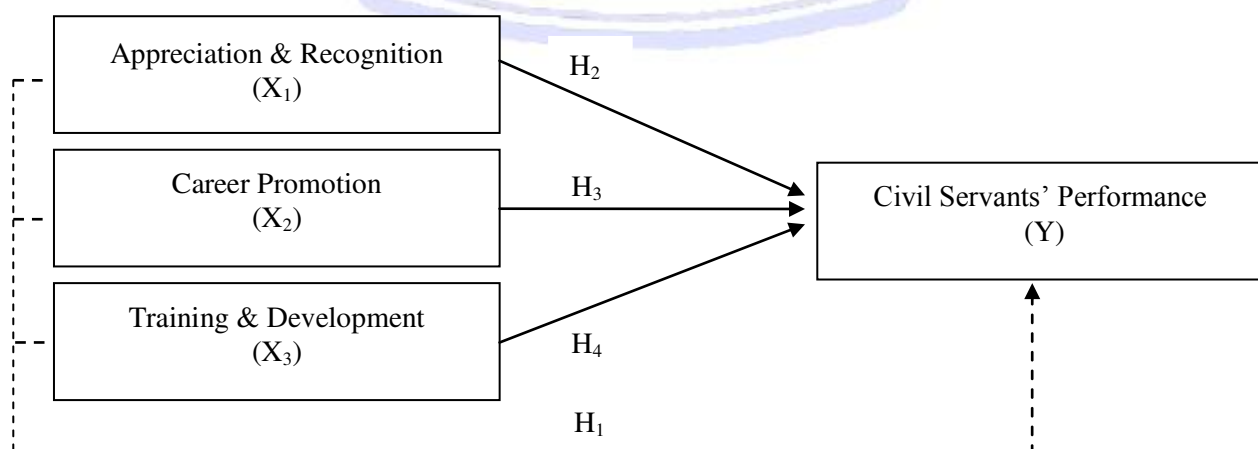 Appreciation & Recognition
(X₁)
H₂
Career Promotion
(X₂)
H₃
Civil Servants’ Performance
(Y)
Training & Development
(X₃)
H₄
H₁